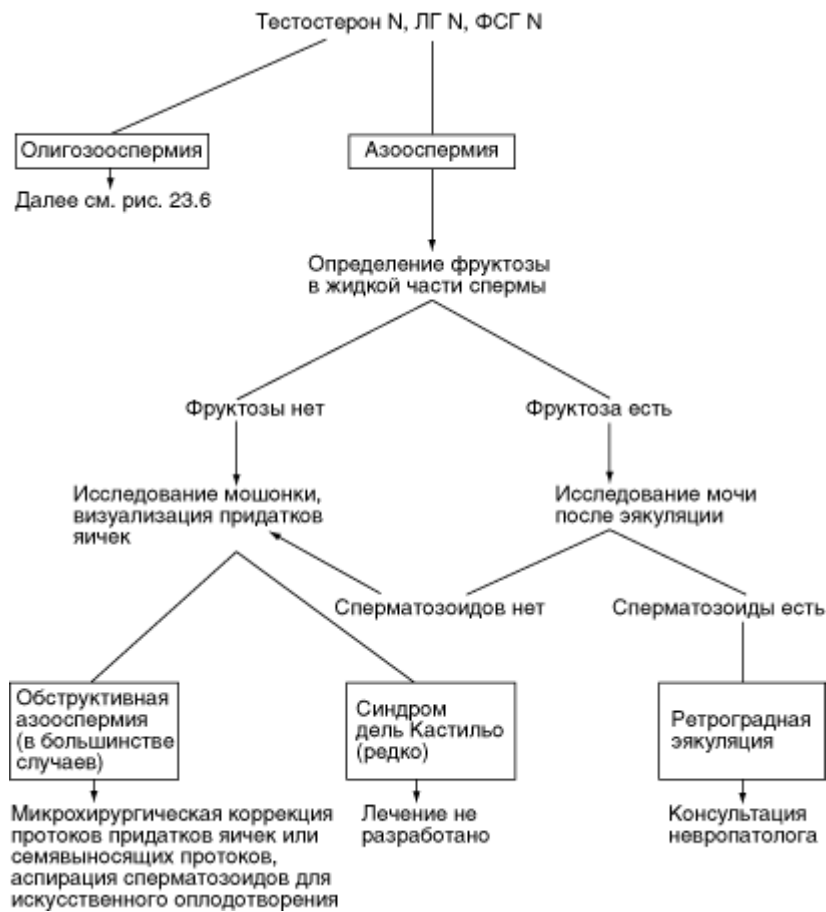 Тестостерон N, ЛГ N, ФСГ N
Олигозооспермия
Азооспермия
Далее см. рис. 23.6
Определение фруктозы
в жидкой части спермы
Фруктозы нет
Фруктоза есть
Исследование мошонки,
визуализация придатков
яичек
Исследование мочи
после эякуляции
Сперматозоидов нет
Сперматозоиды есть
Обструктивная
азооспермия
(в большинстве
случаев)
Синдром
дель Кастильо
(редко)
Ретроградная
эякуляция
Микрохирургическая коррекция
протоков придатков яичек или
семявыносящих протоков,
аспирация сперматозоидов для
искусственного оплодотворения
Лечение не
разработано
Консультация
невропатолога